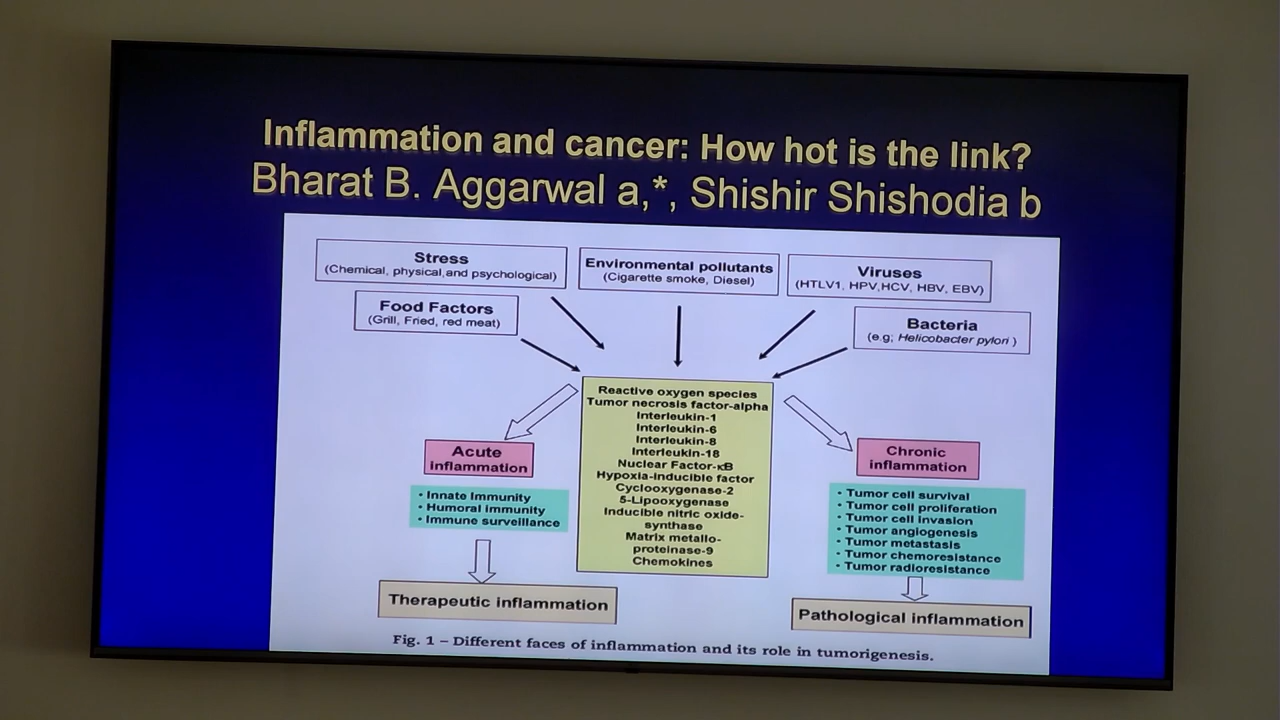 Inflammation and cancer: How hot is the link?
Bharat B. Aggarwal a,*, Shishir Shishodia b
Stress
(Chemical, physical,and psychological)
Environmental pollutants
(Cigarette smoke, Diesel)
Viruses
(HTLV1, HPV,HCV, HBV, EBV)
Food Factors
(Grill, Fried, red meat)
Bacteria
(e.g; Helicobacter pylori )
Reactive oxygen species
Tumor necrosis factor-alpha
Interleukin-1
Interleukin-6
Interleukin-8
Interleukin-18
Nuclear Factor-κB
Hypoxia-inducible factor
Cyclooxygenase-2
5-Lipooxygenase
Inducible nitric oxide-
synthase
Matrix metallo-
proteinase-9
Chemokines
Acute
inflammation
• Innate Immunity
• Humoral immunity
• Immune surveillance
Therapeutic inflammation
Chronic
inflammation
• Tumor cell survival
• Tumor cell proliferation
• Tumor cell invasion
• Tumor angiogenesis
• Tumor metastasis
• Tumor chemoresistance
• Tumor radioresistance
Pathological inflammation
Fig. 1 – Different faces of inflammation and its role in tumorigenesis.